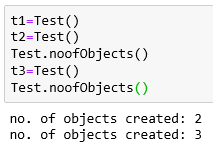 t1=Test()
t2=Test()
Test.noofObjects()
t3=Test()
Test.noofObjects()
no. of objects created: 2
no. of objects created: 3